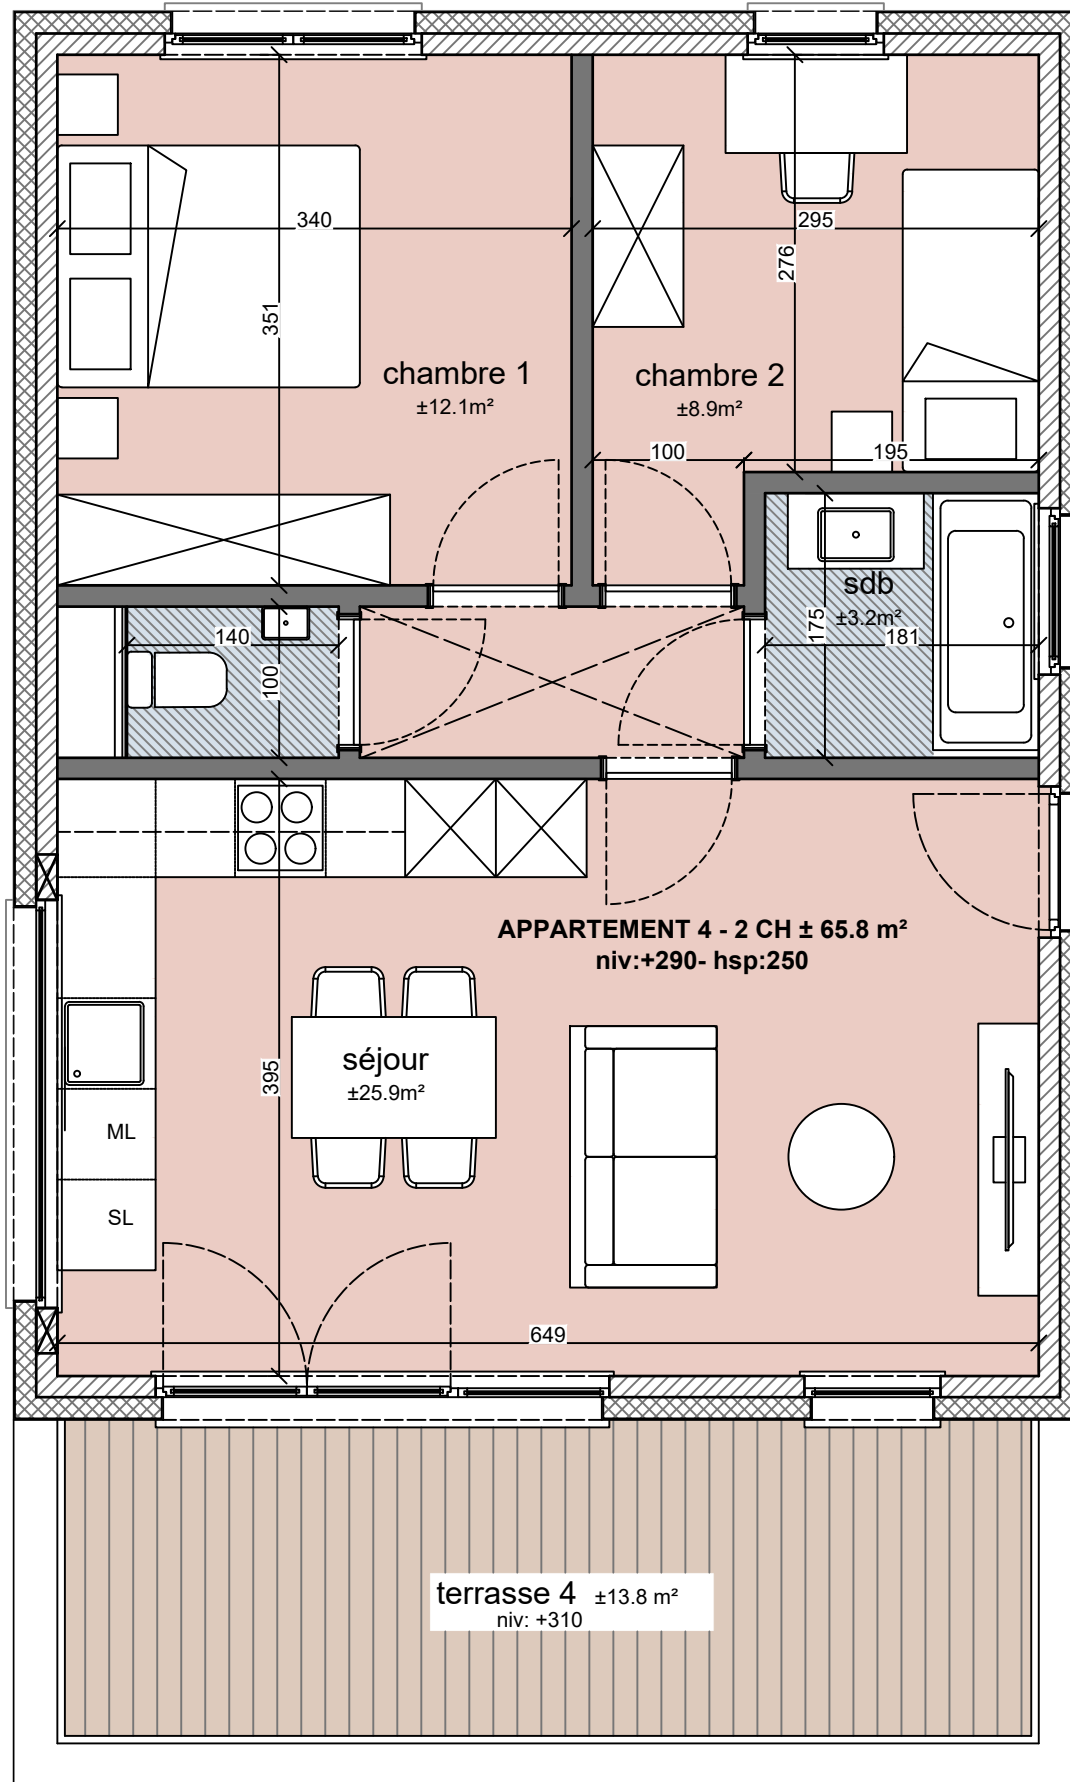 340
295
276
351
chambre 1
±12.1m²
chambre 2
±8.9m²
100
195
sdb
±3.2m²
175
181
140
100
APPARTEMENT 4 - 2 CH ± 65.8 m²
niv:+290- hsp:250
séjour
±25.9m²
395
ML
SL
649
terrasse 4 ±13.8 m²
niv: +310